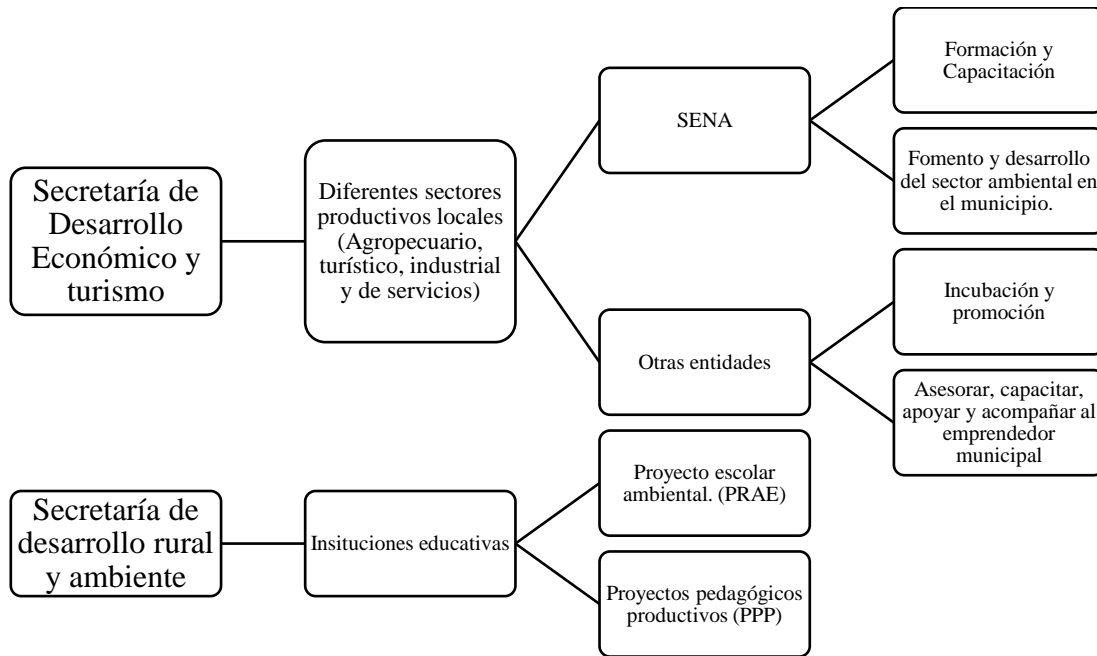 Secretaría de
Desarrollo
Económico y
turismo
Diferentes sectores
productivos locales
(Agropecuario,
turístico, industrial
y de servicios)
SENA
Formación y
Capacitación
Fomento y desarrollo
del sector ambiental en
el municipio.
Otras entidades
Incubación y
promoción
Asesorar, capacitar,
apoyar y acompañar al
emprendedor
municipal
Secretaría de
desarrollo rural
y ambiente
Insituciones educativas
Proyecto escolar
ambiental. (PRAE)
Proyectos pedagógicos
productivos (PPP)